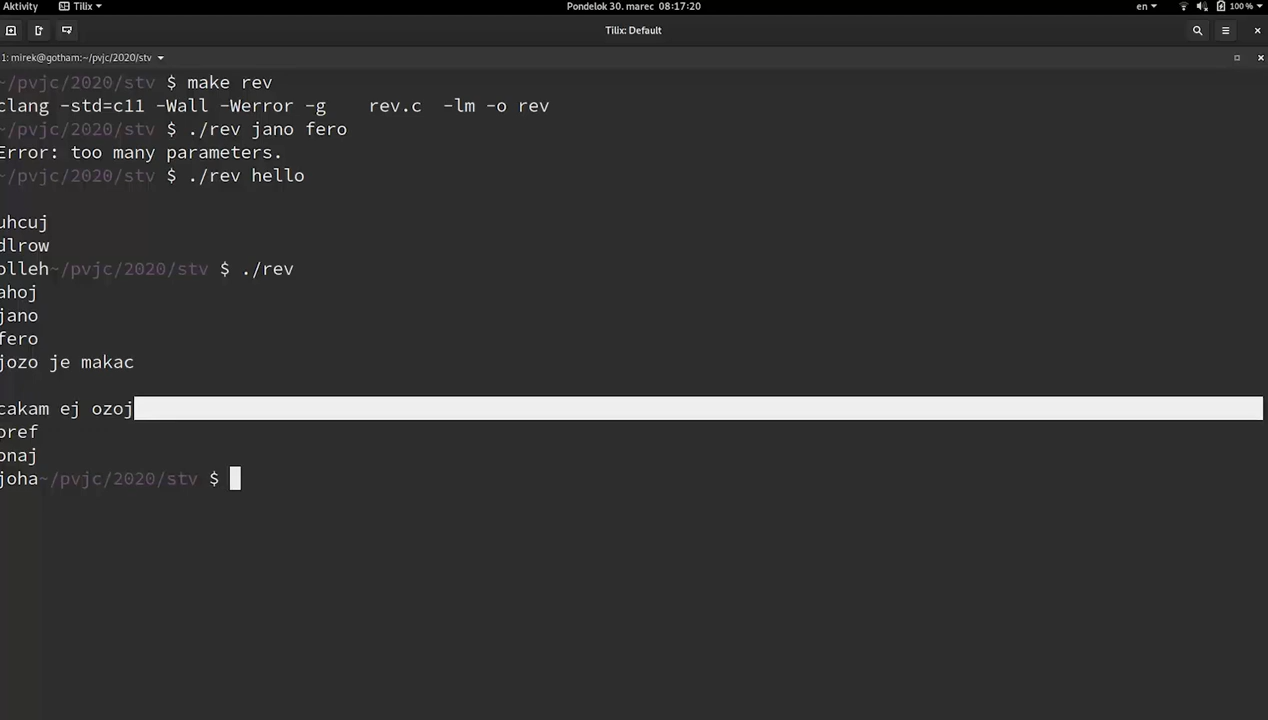 Aktivity Tilix Pondelok 30. marec 08:17:20 en 100 %
Tilix: Default
1: mirek@gotham:~/pvjc/2020/stv
~/pvjc/2020/stv $ make rev
clang -std=c11 -Wall -Werror -g rev.c -lm -o rev
~/pvjc/2020/stv $ ./rev jano fero
Error: too many parameters.
~/pvjc/2020/stv $ ./rev hello
uhcuj
dlrow
olleh~/pvjc/2020/stv $ ./rev
ahoj
jano
fero
jozo je makac
cakam ej ozoj
oref
onaj
joha~/pvjc/2020/stv $